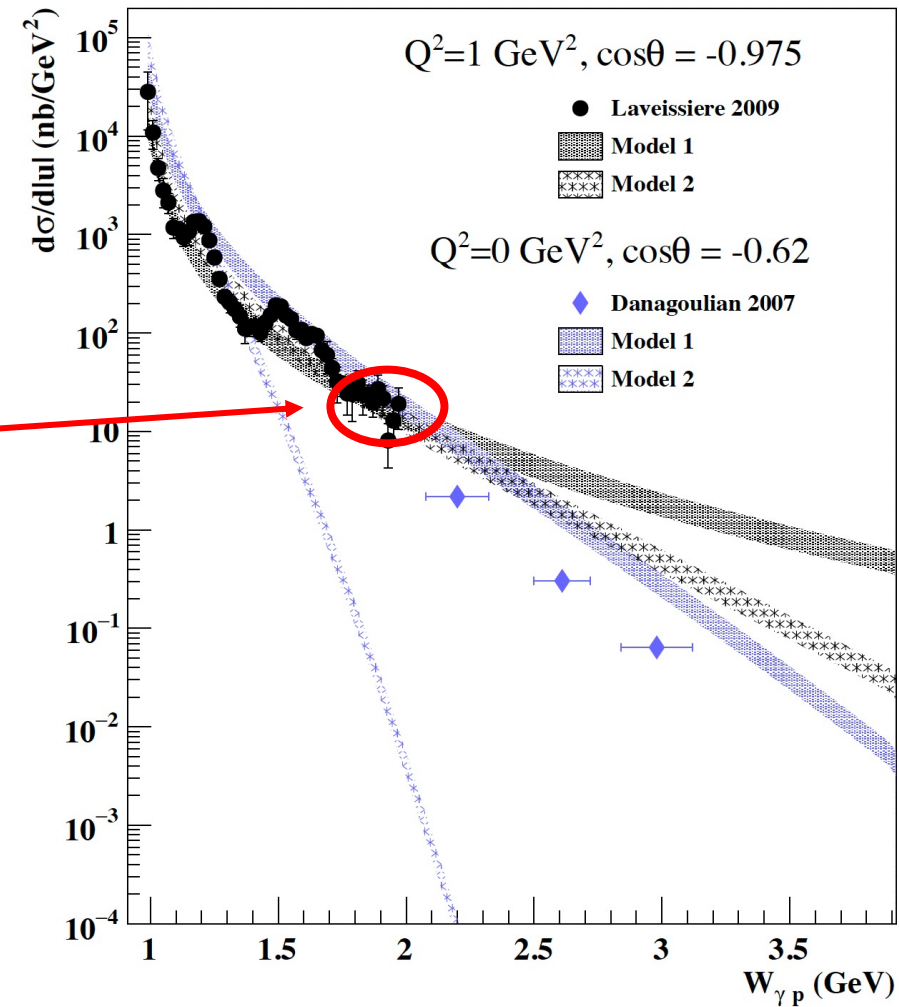 dσ/d|u| (nb/GeV²)
10⁵
10⁴
10³
10²
10
1
10⁻¹
10⁻²
10⁻³
10⁻⁴
Q²=1 GeV², cosθ = -0.975
Laveissiere 2009
Model 1
Model 2
Q²=0 GeV², cosθ = -0.62
Danagoulian 2007
Model 1
Model 2
1 1.5 2 2.5 3 3.5
W_γ p (GeV)